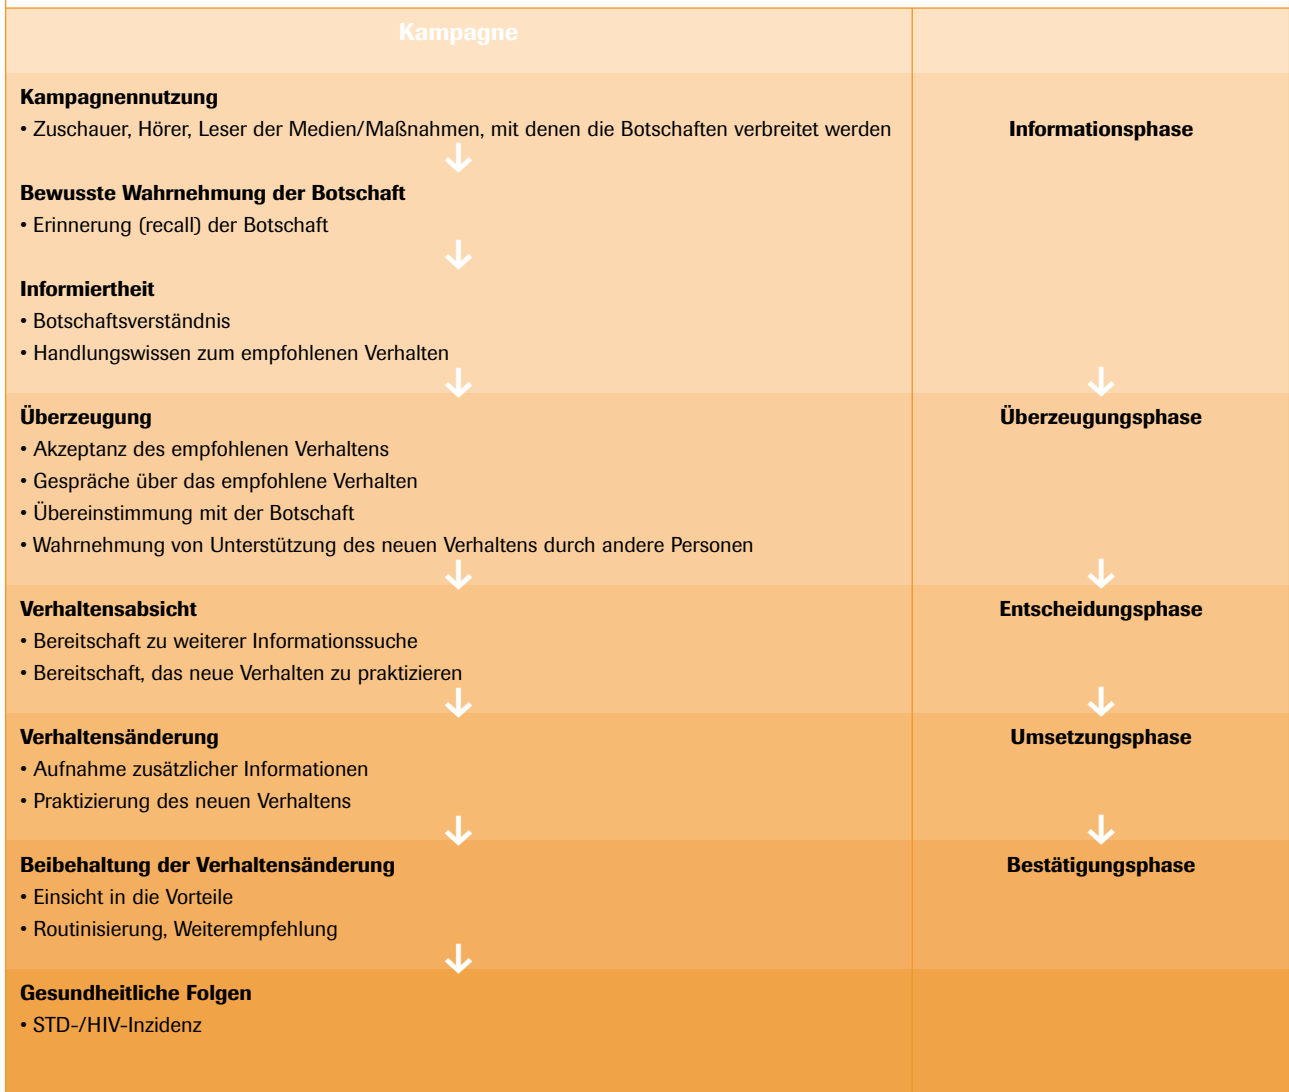 Kampagne
Kampagnennutzung
• Zuschauer, Hörer, Leser der Medien/Maßnahmen, mit denen die Botschaften verbreitet werden
Informationsphase
Bewusste Wahrnehmung der Botschaft
• Erinnerung (recall) der Botschaft
Informiertheit
• Botschaftsverständnis
• Handlungswissen zum empfohlenen Verhalten
Überzeugung
Überzeugungsphase
• Akzeptanz des empfohlenen Verhaltens
• Gespräche über das empfohlene Verhalten
• Übereinstimmung mit der Botschaft
• Wahrnehmung von Unterstützung des neuen Verhaltens durch andere Personen
Verhaltensabsicht
Entscheidungsphase
• Bereitschaft zu weiterer Informationssuche
• Bereitschaft, das neue Verhalten zu praktizieren
Verhaltensänderung
Umsetzungsphase
• Aufnahme zusätzlicher Informationen
• Praktizierung des neuen Verhaltens
Beibehaltung der Verhaltensänderung
Bestätigungsphase
• Einsicht in die Vorteile
• Routinisierung, Weiterempfehlung
Gesundheitliche Folgen
• STD-/HIV-Inzidenz